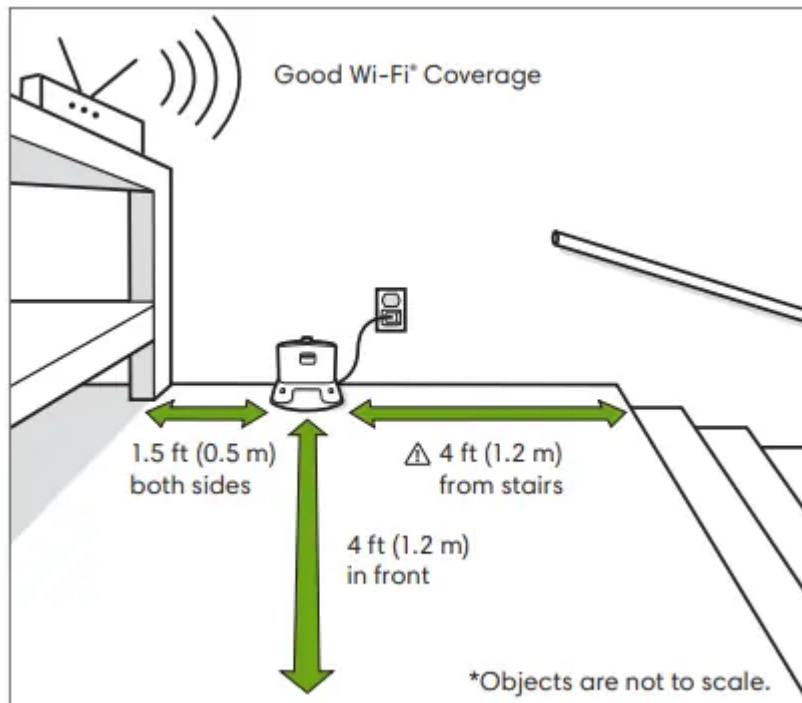 Good Wi-Fi® Coverage
1.5 ft (0.5 m)
both sides
⚠ 4 ft (1.2 m)
from stairs
4 ft (1.2 m)
in front
*Objects are not to scale.